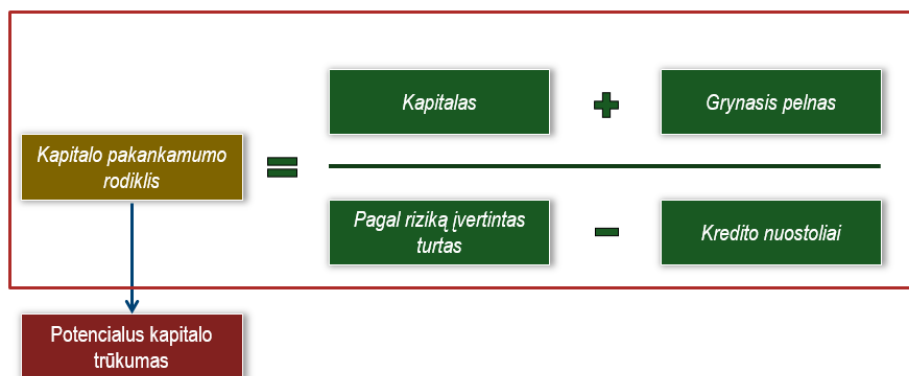 Kapitalas
Grynasis pelnas
Kapitalo pakankamumo
rodiklis
Pagal riziką įvertintas
turtas
Kredito nuostoliai
Potencialus kapitalo
trūkumas